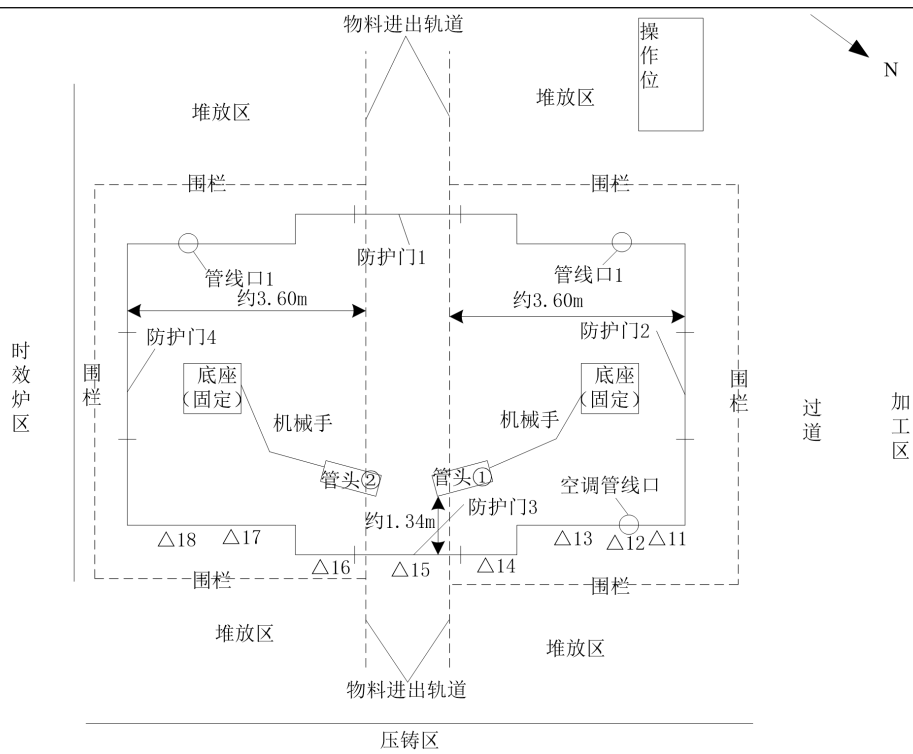 物料进出轨道
操作位
N
堆放区
堆放区
围栏
围栏
防护门1
管线口1
管线口1
约3.60m
约3.60m
防护门4
防护门2
时效炉区
围栏
底座
（固定）
底座
（固定）
围栏
过道
加工区
机械手
机械手
管头②
管头①
空调管线口
约1.34m
防护门3
△18
△17
△16
△15
△14
△13
△12
△11
围栏
围栏
堆放区
堆放区
物料进出轨道
压铸区